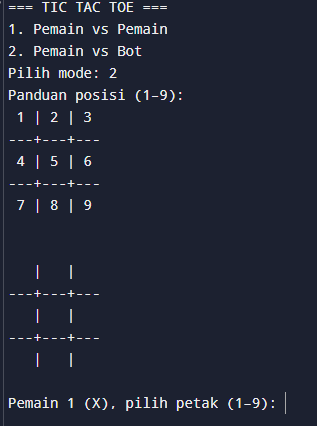 === TIC TAC TOE ===
1. Pemain vs Pemain
2. Pemain vs Bot
Pilih mode: 2
Panduan posisi (1-9):
 1 | 2 | 3
---+---+---
 4 | 5 | 6
---+---+---
 7 | 8 | 9
   |   |
---+---+---
   |   |
---+---+---
   |   |
Pemain 1 (X), pilih petak (1-9):